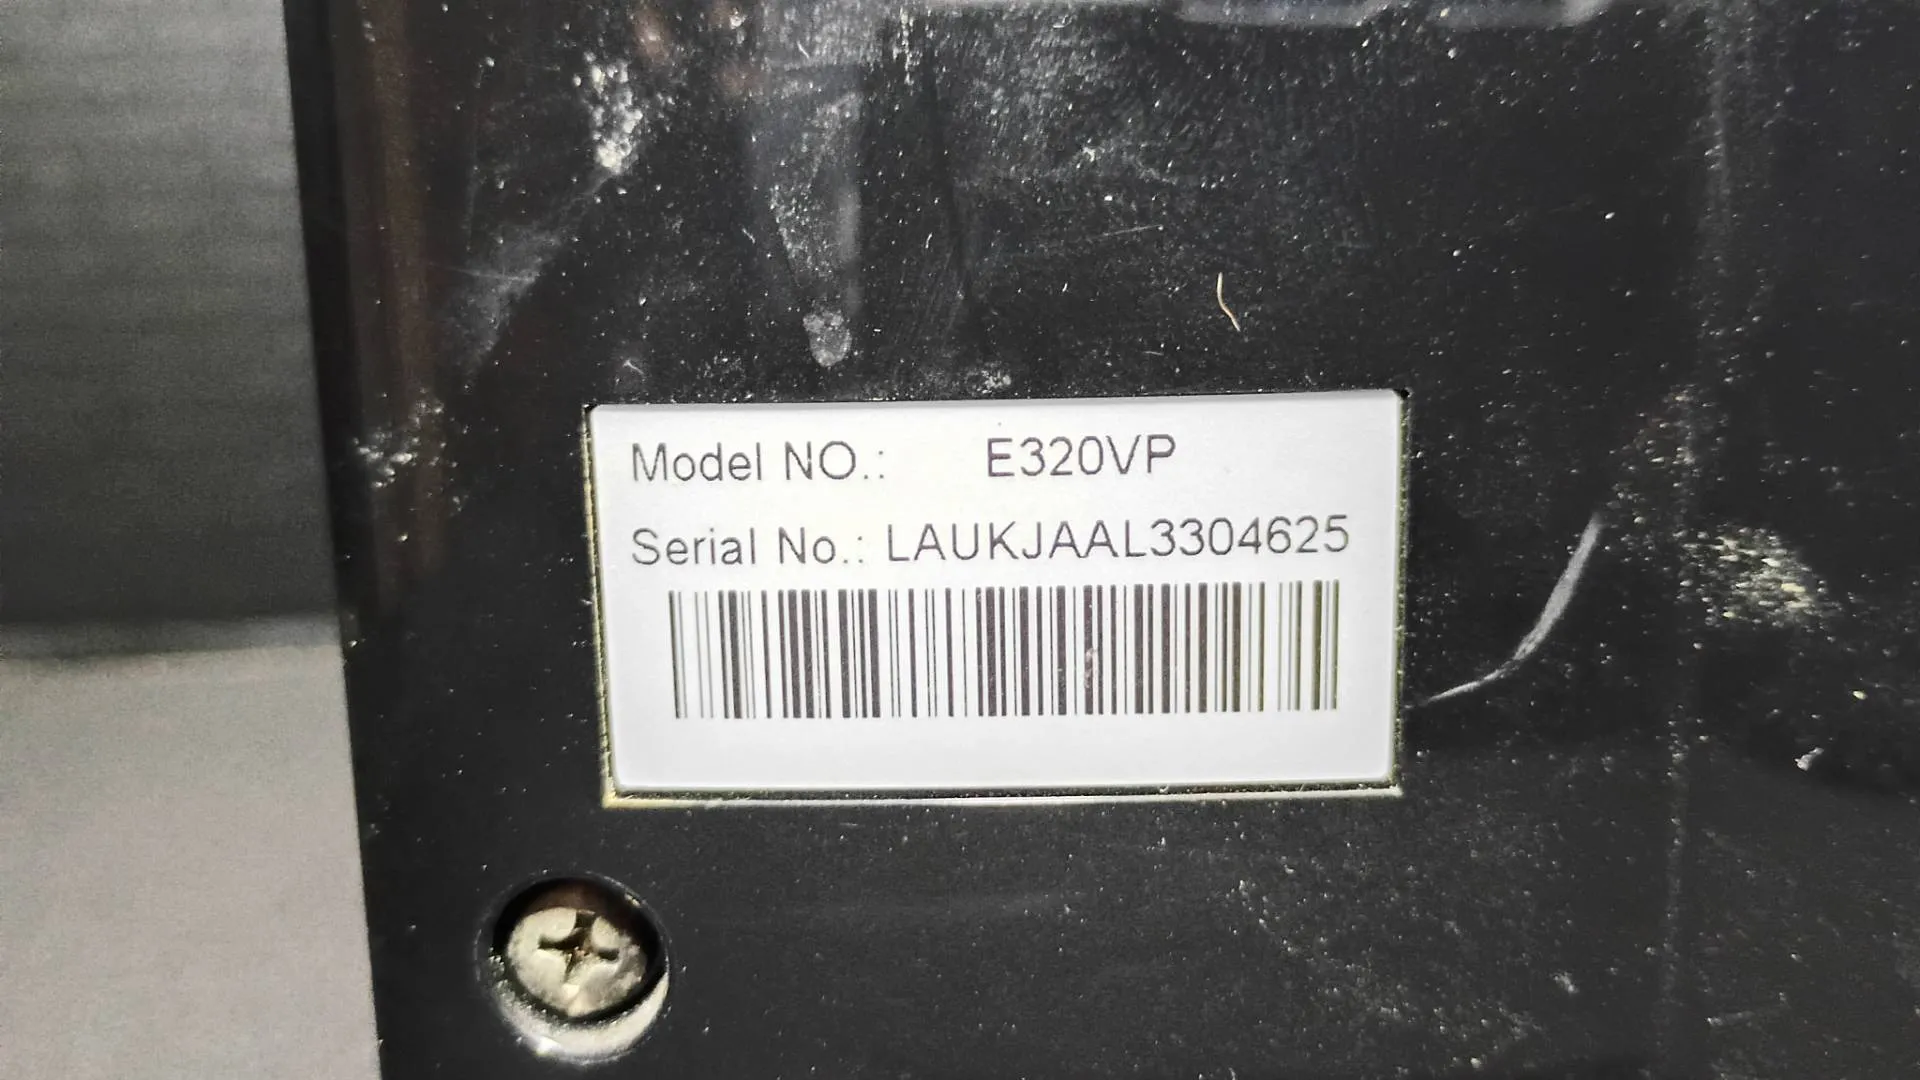 Model NO.: E320VP
Serial No.: LAUKJAAL3304625